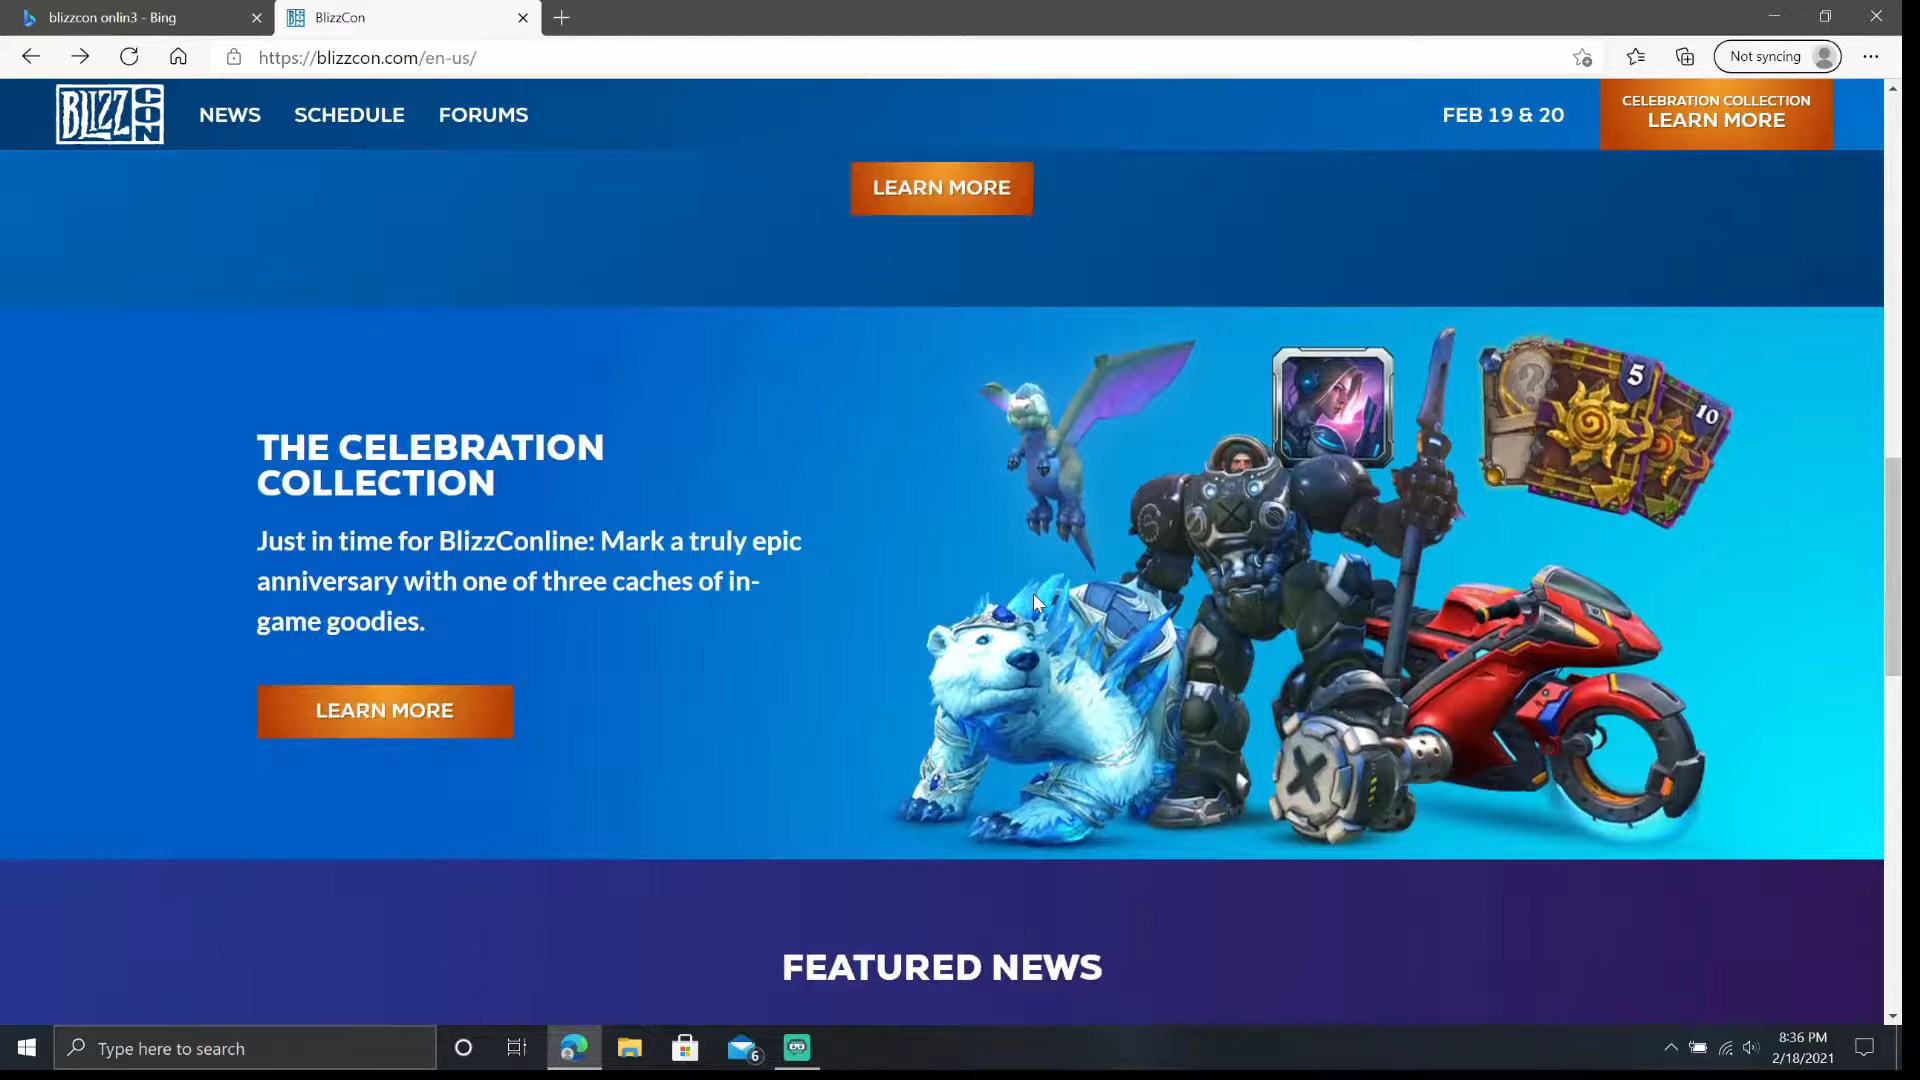 blizzcon onlin3 - Bing
BlizzCon
https://blizzcon.com/en-us/
Not syncing
BLIZZCON
NEWS
SCHEDULE
FORUMS
FEB 19 & 20
CELEBRATION COLLECTION
LEARN MORE
LEARN MORE
5
10
THE CELEBRATION
COLLECTION
Just in time for BlizzConline: Mark a truly epic
anniversary with one of three caches of in-
game goodies.
LEARN MORE
FEATURED NEWS
Type here to search
6
8:36 PM
2/18/2021